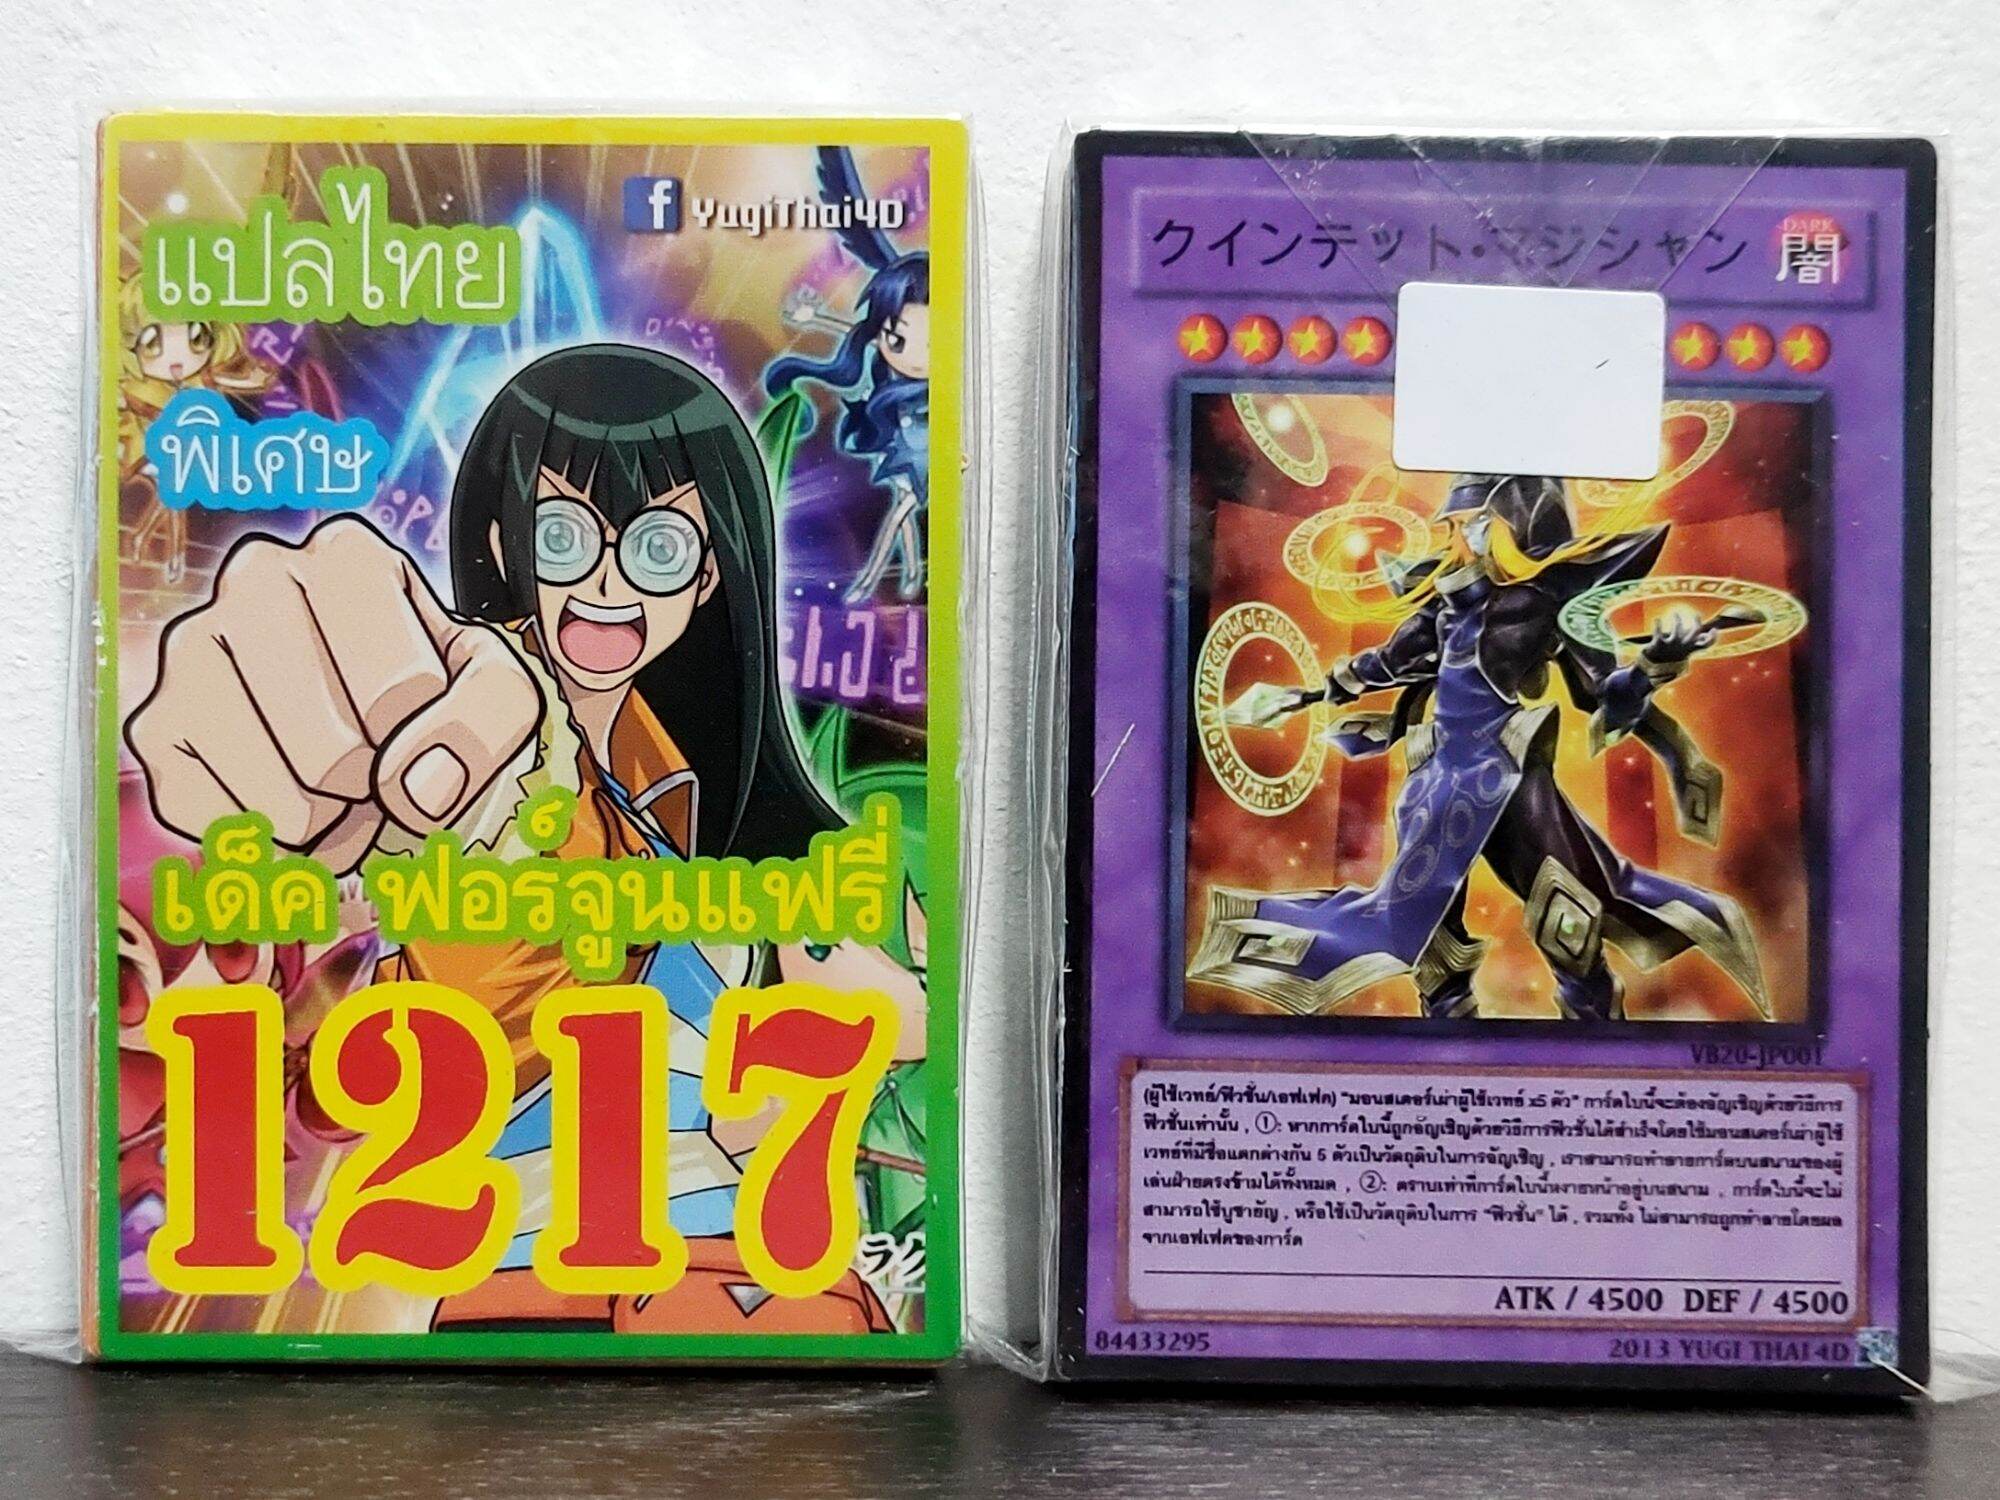 แปลไทย
f YugiThai4D
พิเศษ
เด็ค ฟอร์จูนแฟรี่
1217
クインテット・マジシャン
DARK
闇
VB20-JP001
(ผู้ใช้เวทย์/ฟิวชั่น/เอฟเฟค) "มอนสเตอร์เผ่าผู้ใช้เวทย์ x5 ตัว" การ์ดใบนี้จะต้องอัญเชิญด้วยวิธีการ
ฟิวชั่นเท่านั้น , ①: หากการ์ดใบนี้ถูกอัญเชิญด้วยวิธีการฟิวชั่นได้สำเร็จโดยใช้มอนสเตอร์เผ่าผู้ใช้
เวทย์ที่มีชื่อแตกต่างกัน 5 ตัวเป็นวัตถุดิบในการอัญเชิญ , เราสามารถทำลายการ์ดบนสนามของผู้
เล่นฝ่ายตรงข้ามได้ทั้งหมด , ②: ตราบเท่าที่การ์ดใบนี้หงายหน้าอยู่บนสนาม , การ์ดใบนี้จะไม่
สามารถใช้บูชายัญ , หรือใช้เป็นวัตถุดิบในการ "ฟิวชั่น" ได้ , รวมทั้ง ไม่สามารถถูกทำลายโดยผล
จากเอฟเฟคของการ์ด
ATK / 4500 DEF / 4500
84433295
2013 YUGI THAI 4D